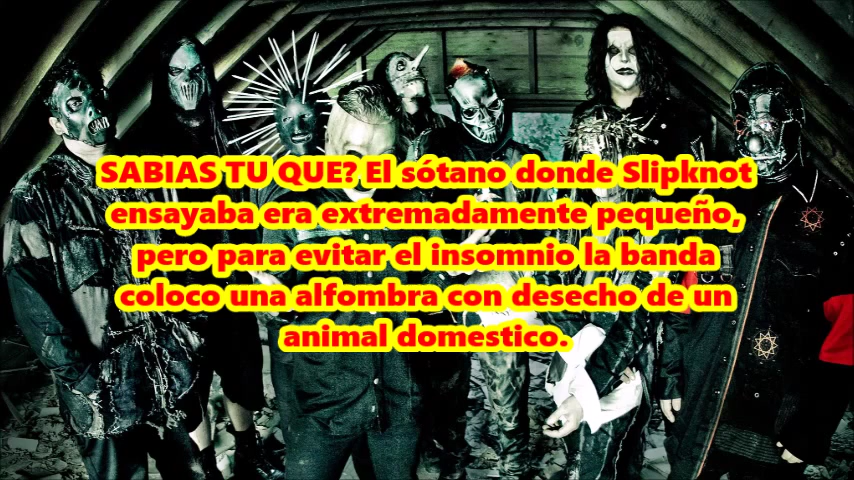 SABIAS TU QUE? El sótano donde Slipknot
ensayaba era extremadamente pequeño,
pero para evitar el insomnio la banda
coloco una alfombra con desecho de un
animal domestico.